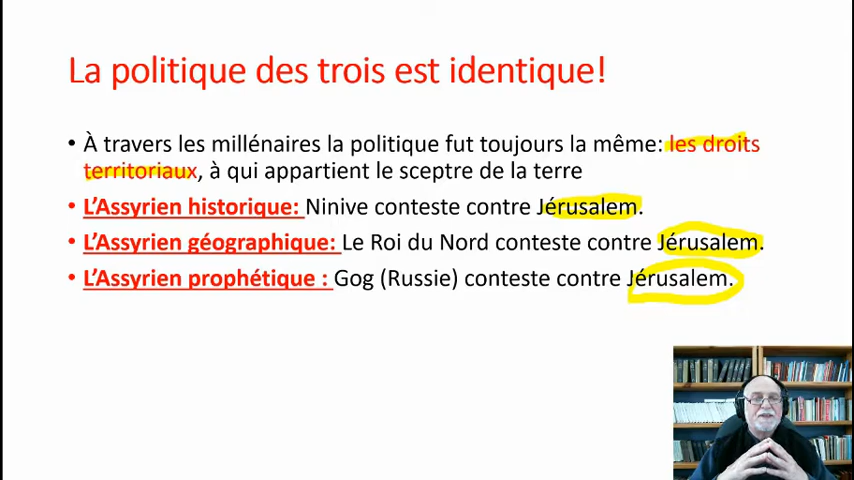 La politique des trois est identique!
• À travers les millénaires la politique fut toujours la même: les droits
territoriaux, à qui appartient le sceptre de la terre
• L'Assyrien historique: Ninive conteste contre Jérusalem.
• L'Assyrien géographique: Le Roi du Nord conteste contre Jérusalem.
• L'Assyrien prophétique : Gog (Russie) conteste contre Jérusalem.